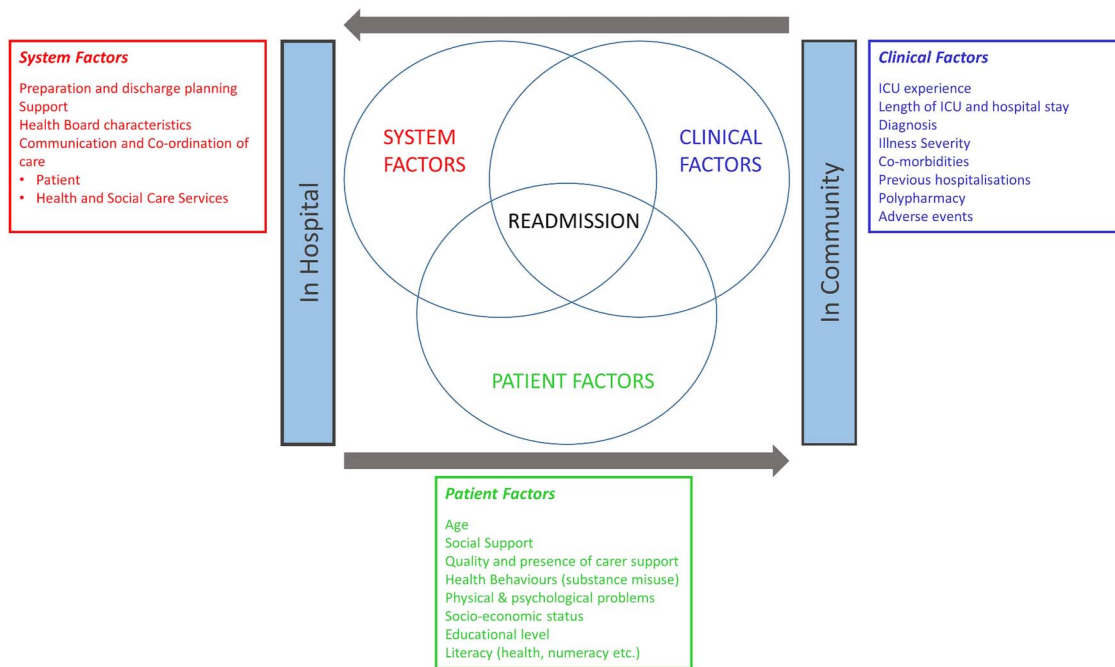 System Factors
Preparation and discharge planning
Support
Health Board characteristics
Communication and Co-ordination of
care
• Patient
• Health and Social Care Services
In Hospital
SYSTEM
FACTORS
CLINICAL
FACTORS
READMISSION
PATIENT FACTORS
In Community
Clinical Factors
ICU experience
Length of ICU and hospital stay
Diagnosis
Illness Severity
Co-morbidities
Previous hospitalisations
Polypharmacy
Adverse events
Patient Factors
Age
Social Support
Quality and presence of carer support
Health Behaviours (substance misuse)
Physical & psychological problems
Socio-economic status
Educational level
Literacy (health, numeracy etc.)